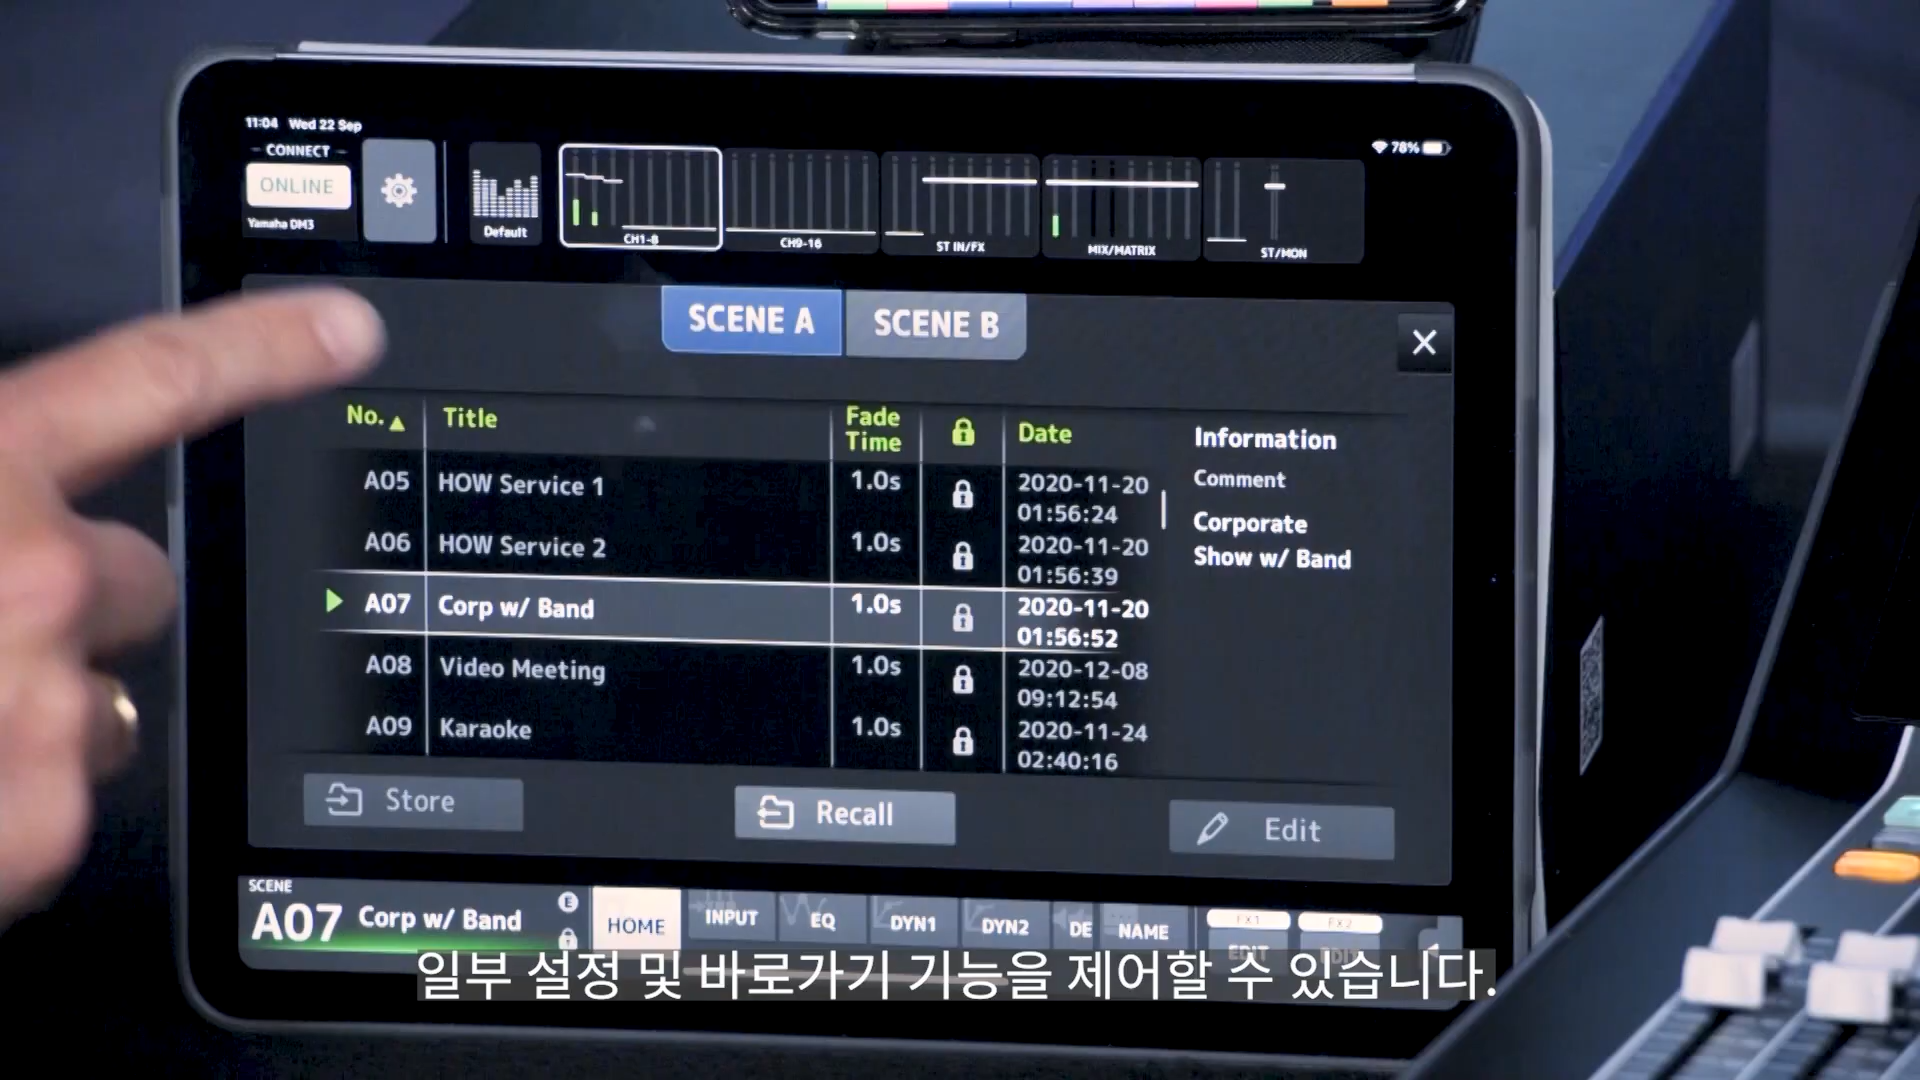 11:04 Wed 22 Sep
78%
CONNECT
ONLINE
Yamaha DM3
Default
CH1-8
CH9-16
ST IN/FX
MIX/MATRIX
ST/MON
SCENE A
SCENE B
No. Title Fade Time Date
A05 HOW Service 1 1.0s 2020-11-20 01:56:24
A06 HOW Service 2 1.0s 2020-11-20 01:56:39
A07 Corp w/ Band 1.0s 2020-11-20 01:56:52
A08 Video Meeting 1.0s 2020-12-08 09:12:54
A09 Karaoke 1.0s 2020-11-24 02:40:16
Information
Comment
Corporate
Show w/ Band
Store
Recall
Edit
SCENE
A07 Corp w/ Band
E
HOME
INPUT
EQ
DYN1
DYN2
DE
NAME
FX1
EDIT
FX2
EDIT
일부 설정 및 바로가기 기능을 제어할 수 있습니다.